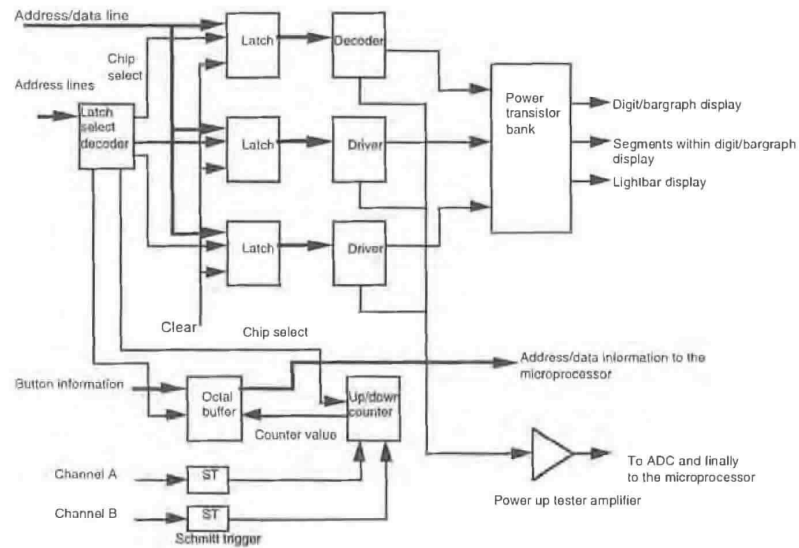 Address/data line
Chip
select
Address lines
Latch
select
decoder
Latch
Decoder
Latch
Driver
Latch
Driver
Power
transistor
bank
Digit/bargraph display
Segments within digit/bargraph
display
Lightbar display
Clear
Chip select
Button information
Octal
buffer
Up/down
counter
Counter value
Address/data information to the
microprocessor
Channel A
ST
Channel B
ST
Schmitt trigger
Power up tester amplifier
To ADC and finally
to the microprocessor